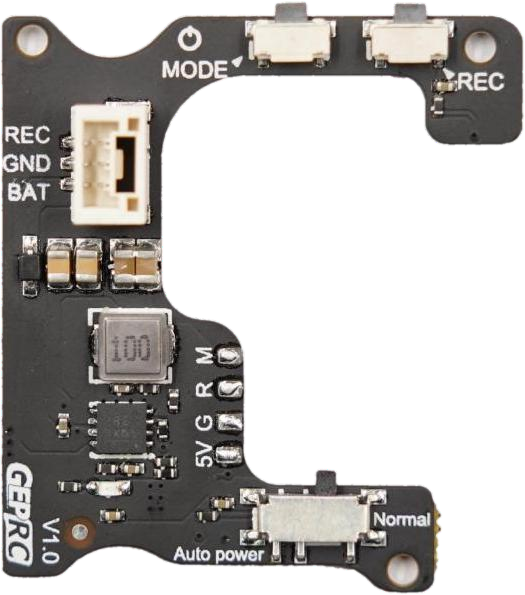 MODE
REC
REC
GND
BAT
100
M
R
G
5V
GEPRC
V1.0
Normal
Auto power